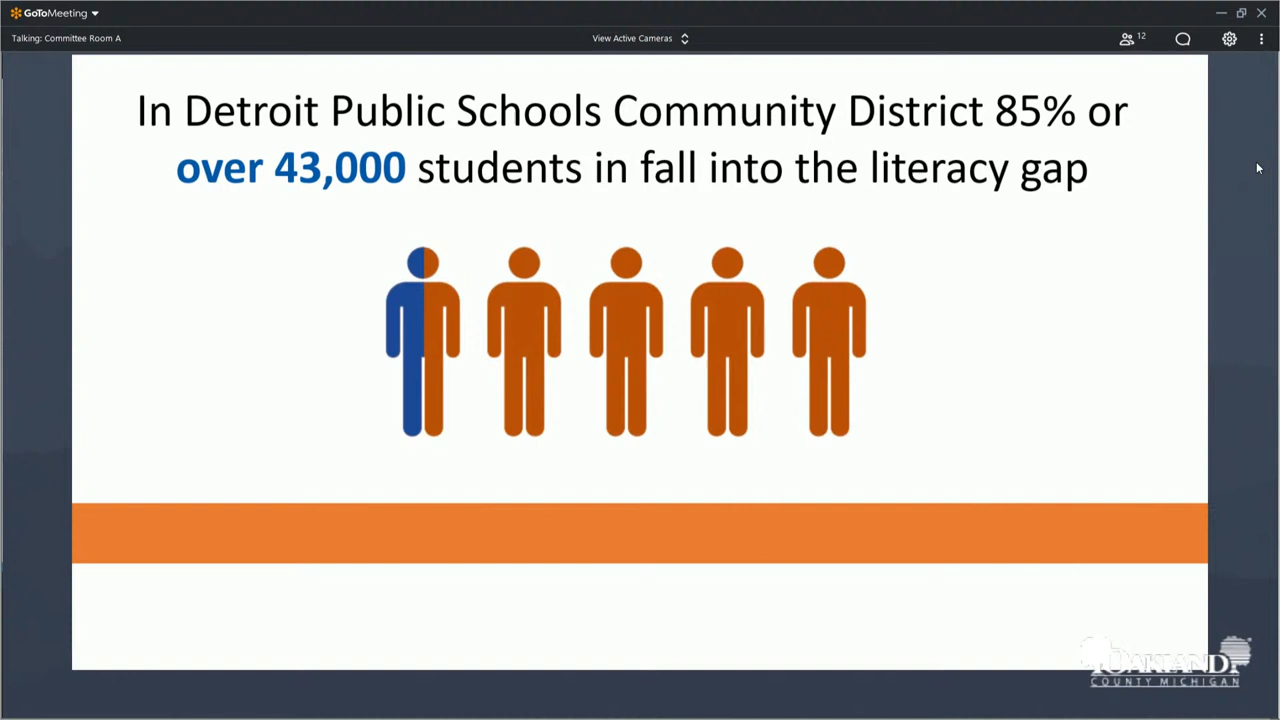 GoToMeeting
Talking: Committee Room A
View Active Cameras
12
In Detroit Public Schools Community District 85% or
over 43,000 students in fall into the literacy gap
OAKLAND
COUNTY MICHIGAN